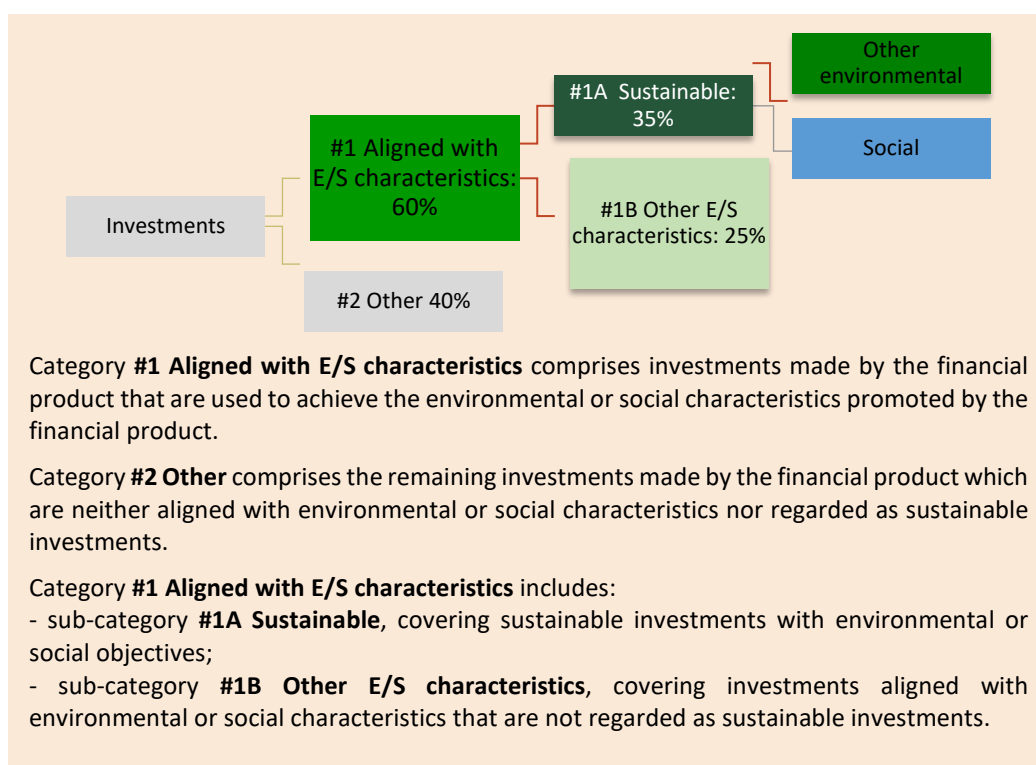 Other
environmental
#1A Sustainable:
35%
#1 Aligned with
E/S characteristics:
60%
Social
Investments
#1B Other E/S
characteristics: 25%
#2 Other 40%
Category #1 Aligned with E/S characteristics comprises investments made by the financial
product that are used to achieve the environmental or social characteristics promoted by the
financial product.
Category #2 Other comprises the remaining investments made by the financial product which
are neither aligned with environmental or social characteristics nor regarded as sustainable
investments.
Category #1 Aligned with E/S characteristics includes:
- sub-category #1A Sustainable, covering sustainable investments with environmental or
social objectives;
- sub-category #1B Other E/S characteristics, covering investments aligned with
environmental or social characteristics that are not regarded as sustainable investments.